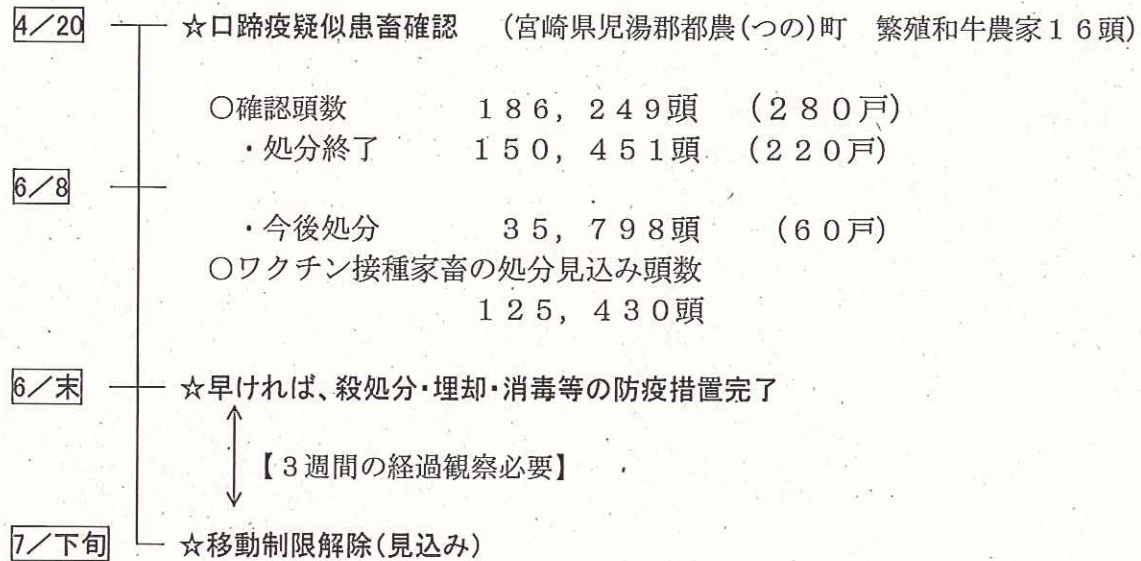 4／20 ☆口蹄疫疑似患畜確認 （宮崎県児湯郡都農(つの)町 繁殖和牛農家１６頭）
○確認頭数 １８６，２４９頭 （２８０戸）
・処分終了 １５０，４５１頭 （２２０戸）
6／8
・今後処分 ３５，７９８頭 （６０戸）
○ワクチン接種家畜の処分見込み頭数
１２５，４３０頭
6／末 ☆早ければ、殺処分・埋却・消毒等の防疫措置完了
【３週間の経過観察必要】
7／下旬 ☆移動制限解除(見込み)